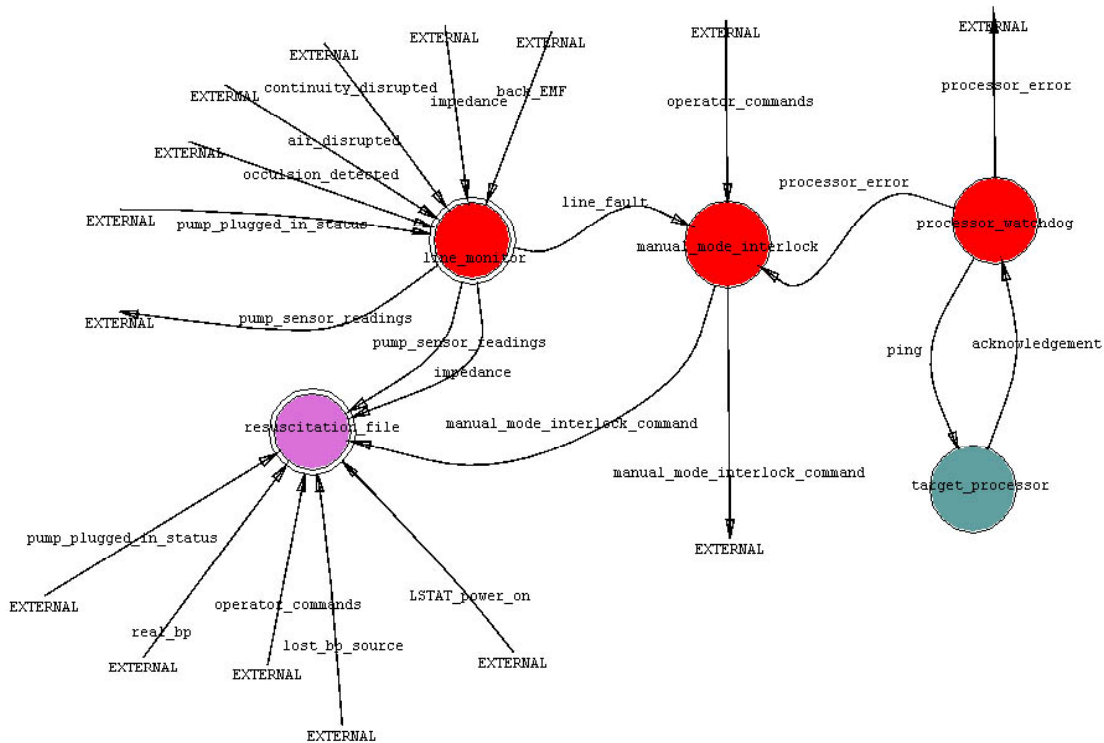 EXTERNAL
EXTERNAL
EXTERNAL
EXTERNAL
EXTERNAL
EXTERNAL
continuity_disrupted
impedance
back_EMF
operator_commands
processor_error
EXTERNAL
air_disrupted
EXTERNAL
occulsion_detected
processor_error
line_fault
EXTERNAL
pump_plugged_in_status
line_monitor
manual_mode_interlock
processor_watchdog
EXTERNAL
pump_sensor_readings
pump_sensor_readings
impedance
ping
acknowledgement
resuscitation_file
manual_mode_interlock_command
manual_mode_interlock_command
target_processor
pump_plugged_in_status
EXTERNAL
EXTERNAL
operator_commands
LSTAT_power_on
real_bp
lost_bp_source
EXTERNAL
EXTERNAL
EXTERNAL
EXTERNAL